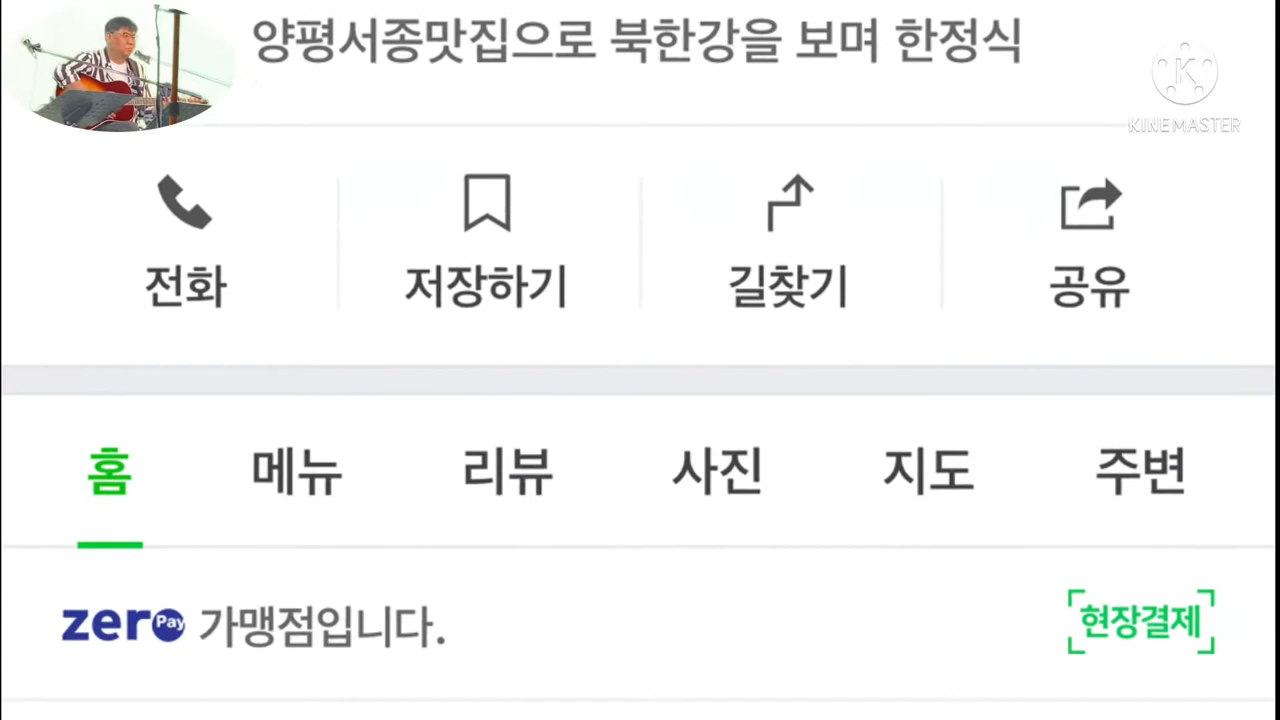 양평서종맛집으로 북한강을 보며 한정식
KINEMASTER
전화 저장하기 길찾기 공유
홈 메뉴 리뷰 사진 지도 주변
zeroPay 가맹점입니다. 현장결제